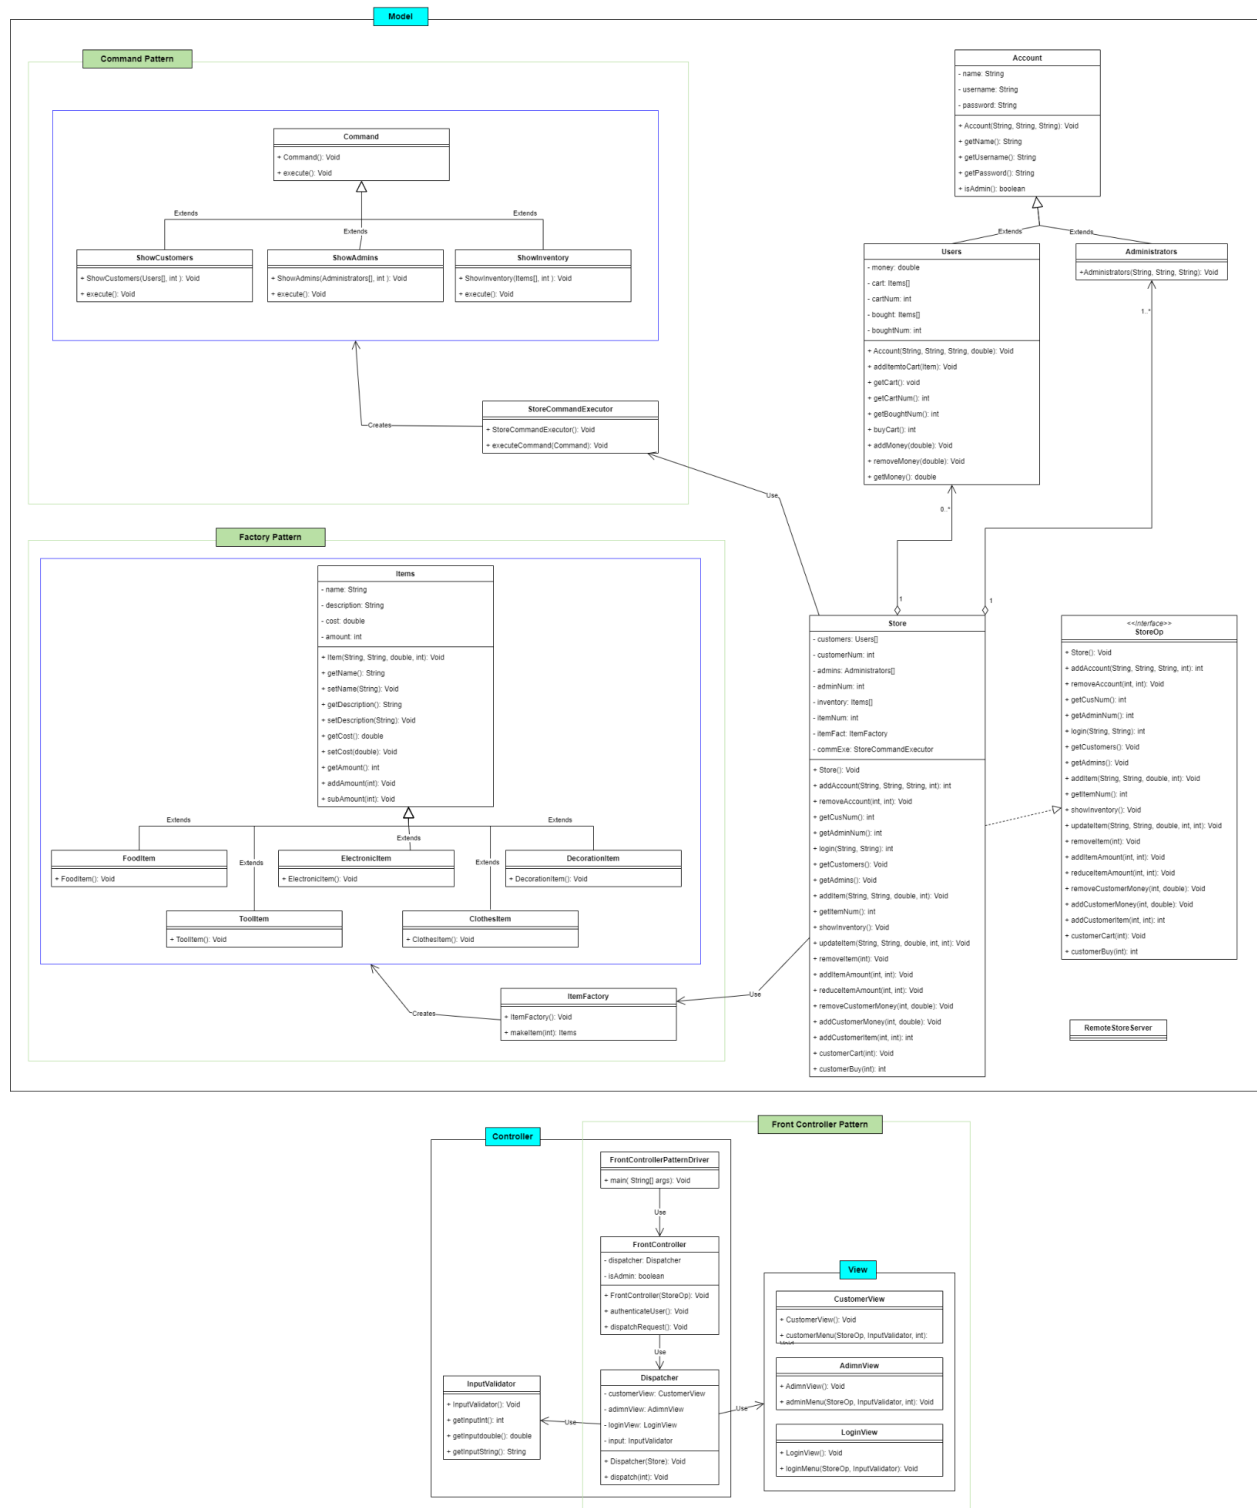 Model
Command Pattern
Command
+ Command(): Void
+ execute(): Void
Extends
Extends
Extends
ShowCustomers
+ ShowCustomers(Users[], int ): Void
+ execute(): Void
ShowAdmins
+ ShowAdmins(Administrators[], int ): Void
+ execute(): Void
ShowInventory
+ ShowInventory(Items[], int ): Void
+ execute(): Void
Creates
StoreCommandExecutor
+ StoreCommandExecutor(): Void
+ executeCommand(Command): Void
Use
Account
- name: String
- username: String
- password: String
+ Account(String, String, String): Void
+ getName(): String
+ getUsername(): String
+ getPassword(): String
+ isAdmin(): boolean
Extends
Extends
Users
- money: double
- cart: Items[]
- cartNum: int
- bought: Items[]
- boughtNum: int
+ Account(String, String, String, double): Void
+ addItemtoCart(Item): Void
+ getCart(): void
+ getCartNum(): int
+ getBoughtNum(): int
+ buyCart(): int
+ addMoney(double): Void
+ removeMoney(double): Void
+ getMoney(): double
Administrators
+Administrators(String, String, String): Void
1..*
0..*
1
1
Factory Pattern
Items
- name: String
- description: String
- cost: double
- amount: int
+ Item(String, String, double, int): Void
+ getName(): String
+ setName(String): Void
+ getDescription(): String
+ setDescription(String): Void
+ getCost(): double
+ setCost(double): Void
+ getAmount(): int
+ addAmount(int): Void
+ subAmount(int): Void
Extends
Extends
Extends
Extends
Extends
FoodItem
+ FoodItem(): Void
ElectronicItem
+ ElectronicItem(): Void
DecorationItem
+ DecorationItem(): Void
ToolItem
+ ToolItem(): Void
ClothesItem
+ ClothesItem(): Void
Creates
ItemFactory
+ ItemFactory(): Void
+ makeItem(int): Items
Use
Store
- customers: Users[]
- customerNum: int
- admins: Administrators[]
- adminNum: int
- inventory: Items[]
- itemNum: int
- itemFact: ItemFactory
- commExe: StoreCommandExecutor
+ Store(): Void
+ addAccount(String, String, String, int): int
+ removeAccount(int, int): Void
+ getCusNum(): int
+ getAdminNum(): int
+ login(String, String): int
+ getCustomers(): Void
+ getAdmins(): Void
+ addItem(String, String, double, int): Void
+ getItemNum(): int
+ showInventory(): Void
+ updateItem(String, String, double, int, int): Void
+ removeItem(int): Void
+ addItemAmount(int, int): Void
+ reduceItemAmount(int, int): Void
+ removeCustomerMoney(int, double): Void
+ addCustomerMoney(int, double): Void
+ addCustomerItem(int, int): int
+ customerCart(int): Void
+ customerBuy(int): int
<<interface>>
StoreOp
+ Store(): Void
+ addAccount(String, String, String, int): int
+ removeAccount(int, int): Void
+ getCusNum(): int
+ getAdminNum(): int
+ login(String, String): int
+ getCustomers(): Void
+ getAdmins(): Void
+ addItem(String, String, double, int): Void
+ getItemNum(): int
+ showInventory(): Void
+ updateItem(String, String, double, int, int): Void
+ removeItem(int): Void
+ addItemAmount(int, int): Void
+ reduceItemAmount(int, int): Void
+ removeCustomerMoney(int, double): Void
+ addCustomerMoney(int, double): Void
+ addCustomerItem(int, int): int
+ customerCart(int): Void
+ customerBuy(int): int
RemoteStoreServer
Controller
Front Controller Pattern
FrontControllerPatternDriver
+ main( String[] args): Void
Use
FrontController
- dispatcher: Dispatcher
- isAdmin: boolean
+ FrontController(StoreOp): Void
+ authenticateUser(): Void
+ dispatchRequest(): Void
Use
Dispatcher
- customerView: CustomerView
- adimnView: AdimnView
- loginView: LoginView
- input: InputValidator
+ Dispatcher(Store): Void
+ dispatch(int): Void
Use
Use
InputValidator
+ InputValidator(): Void
+ getInputInt(): int
+ getInputdouble(): double
+ getInputString(): String
View
CustomerView
+ CustomerView(): Void
+ customerMenu(StoreOp, InputValidator, int):
AdimnView
+ AdimnView(): Void
+ adminMenu(StoreOp, InputValidator, int): Void
LoginView
+ LoginView(): Void
+ loginMenu(StoreOp, InputValidator): Void